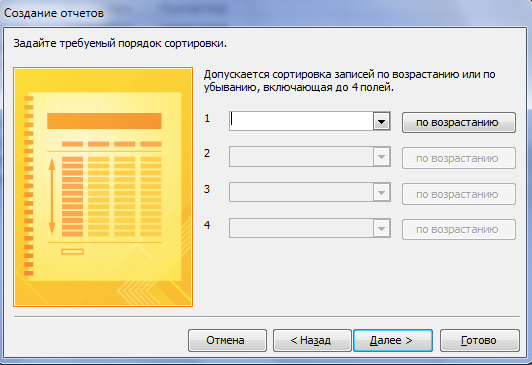 Создание отчетов
Задайте требуемый порядок сортировки.
Допускается сортировка записей по возрастанию или по
убыванию, включающая до 4 полей.
1 по возрастанию
2 по возрастанию
3 по возрастанию
4 по возрастанию
Отмена < Назад Далее > Готово